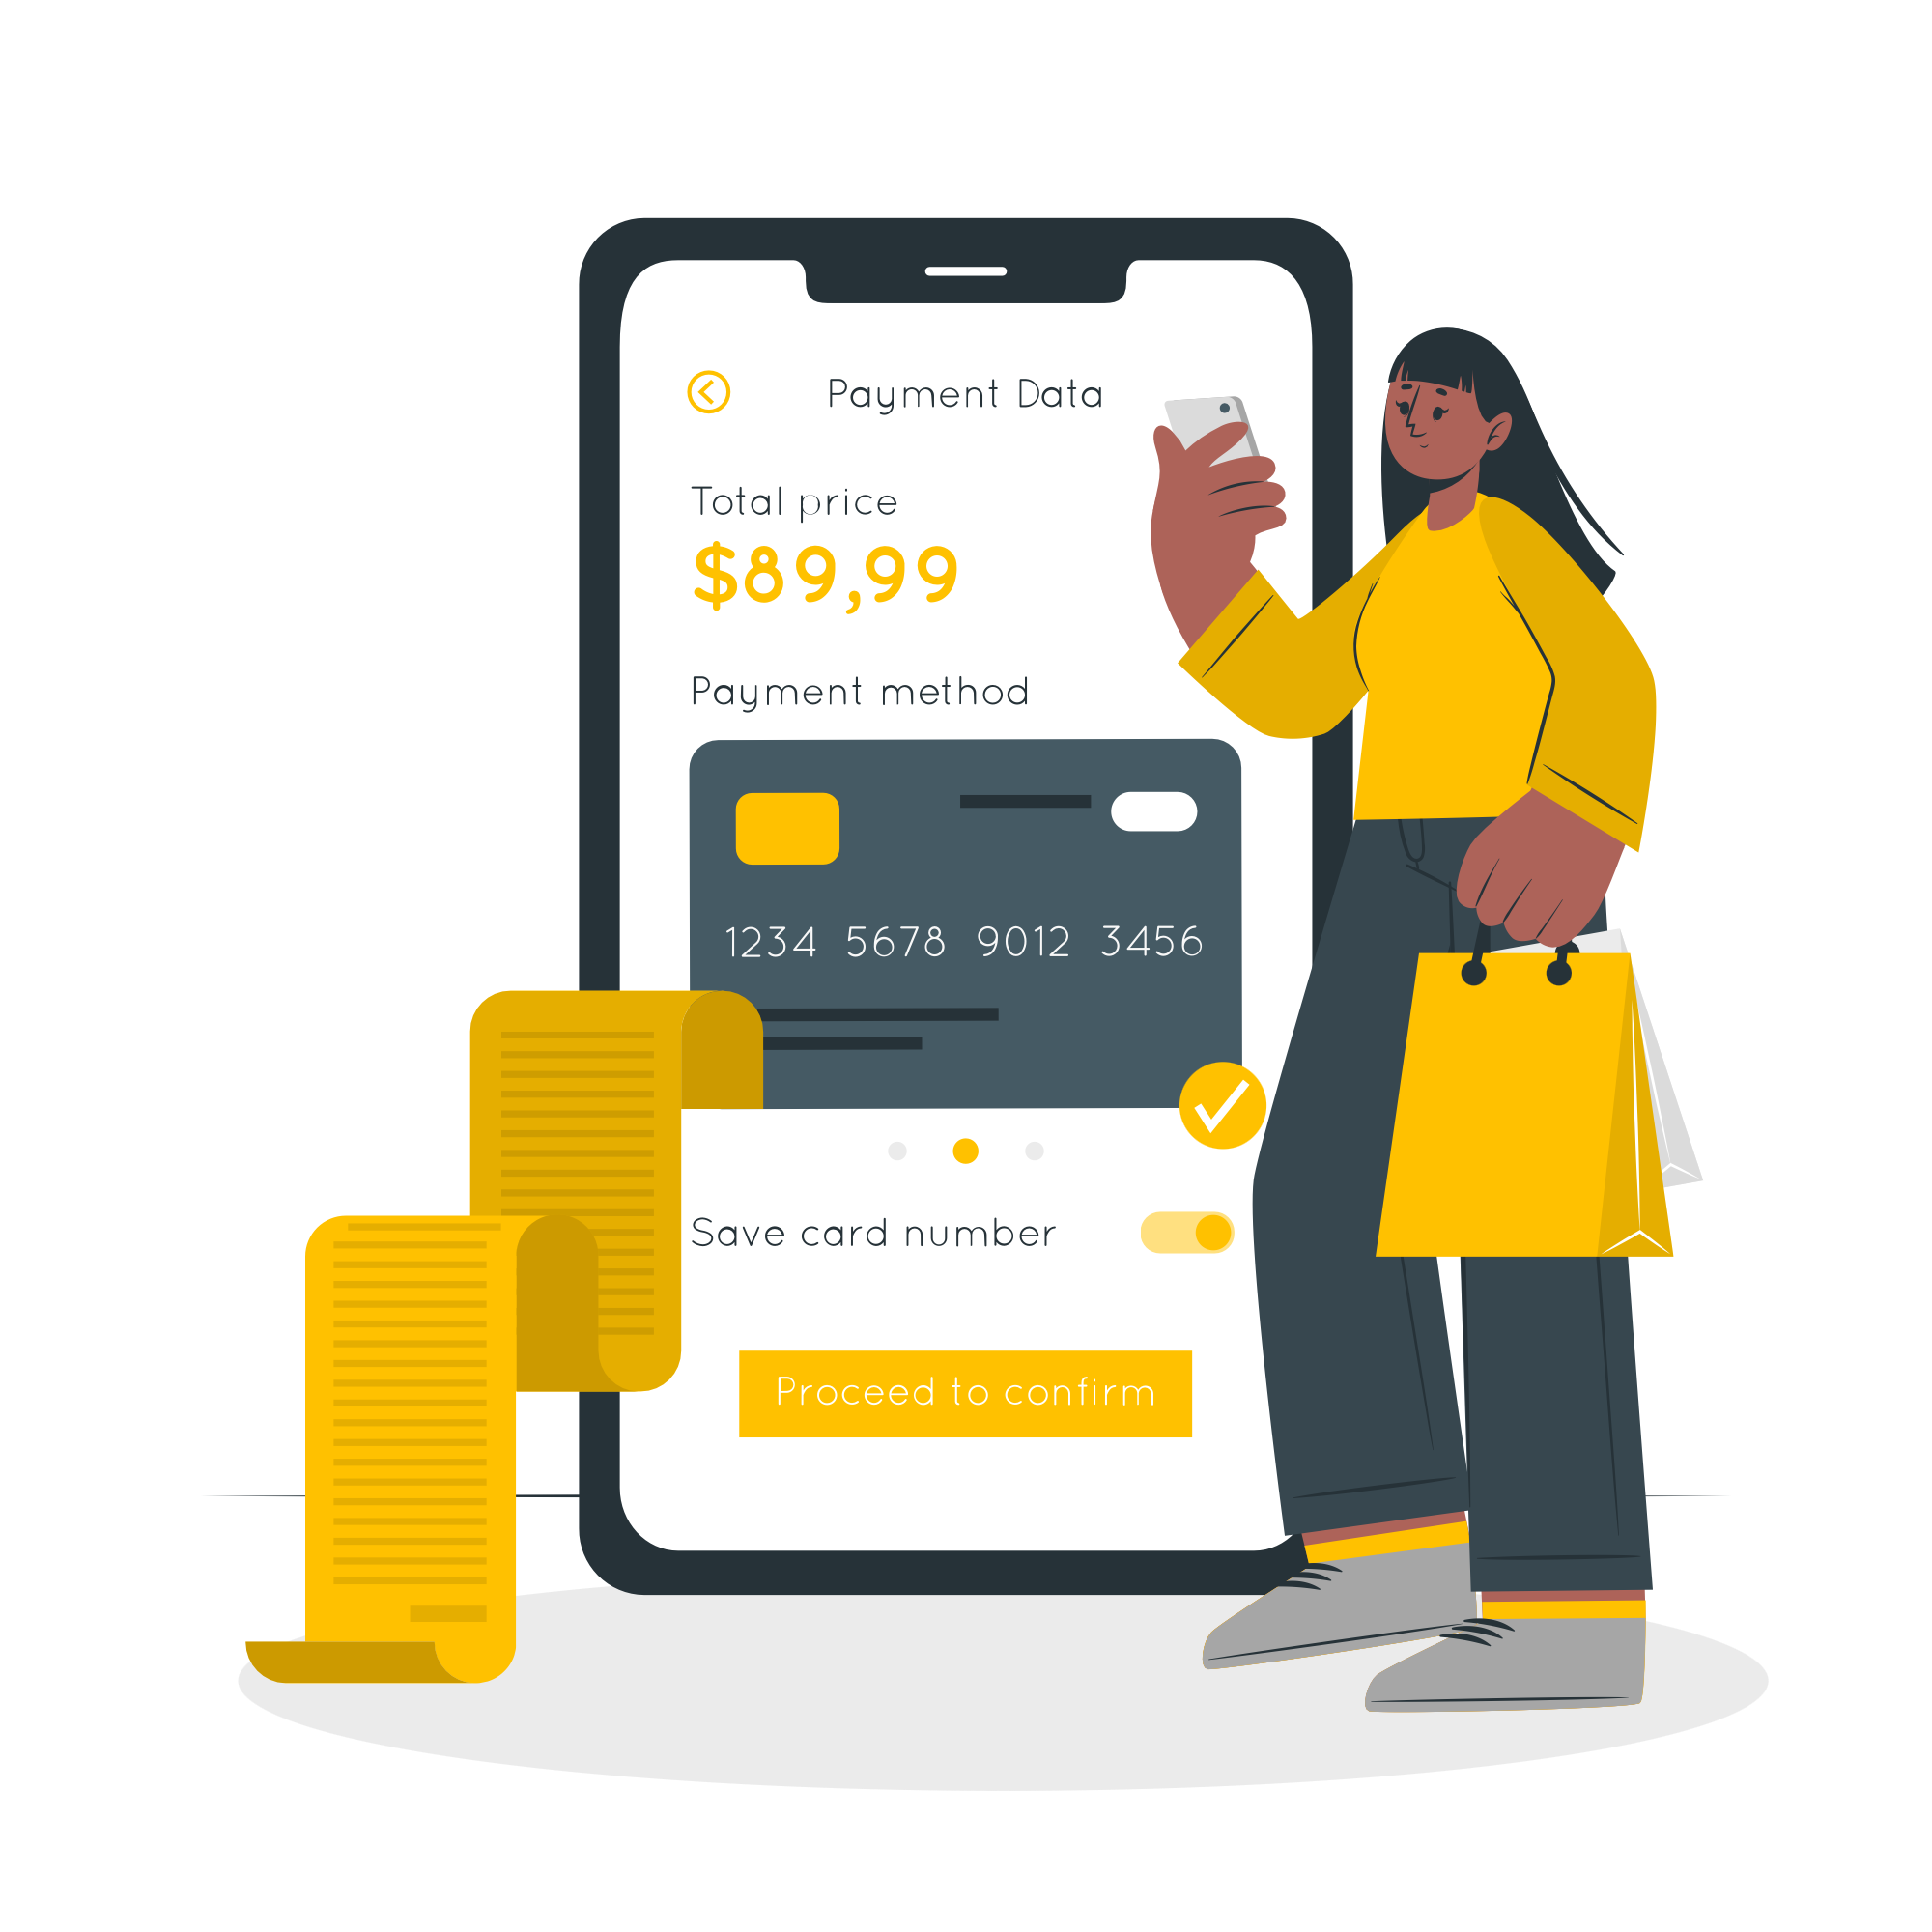 Payment Data
Total price
$89,99
Payment method
1234 5678 9012 3456
Save card number
Proceed to confirm